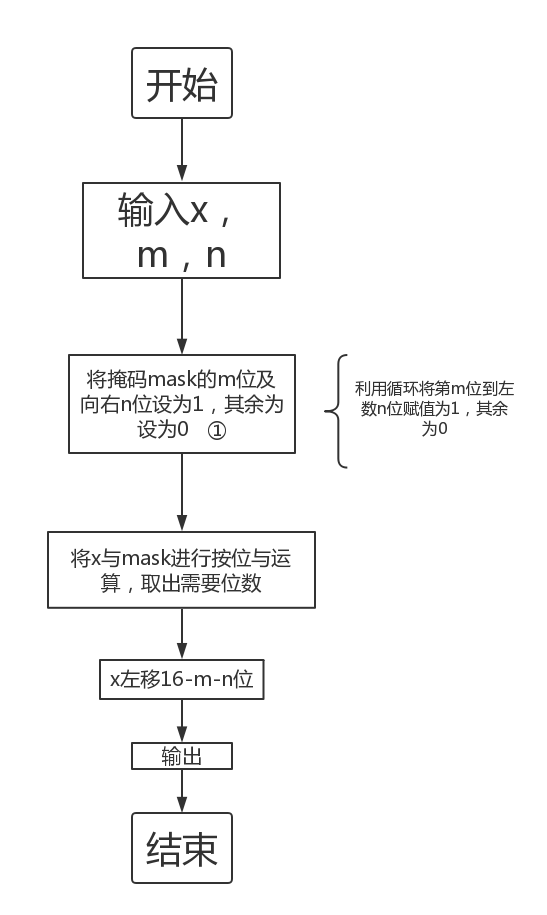 开始
输入x，
m，n
将掩码mask的m位及
向右n位设为1，其余为
设为0 ①
利用循环将第m位到左
数n位赋值为1，其余
为0
将x与mask进行按位与运
算，取出需要位数
x左移16-m-n位
输出
结束